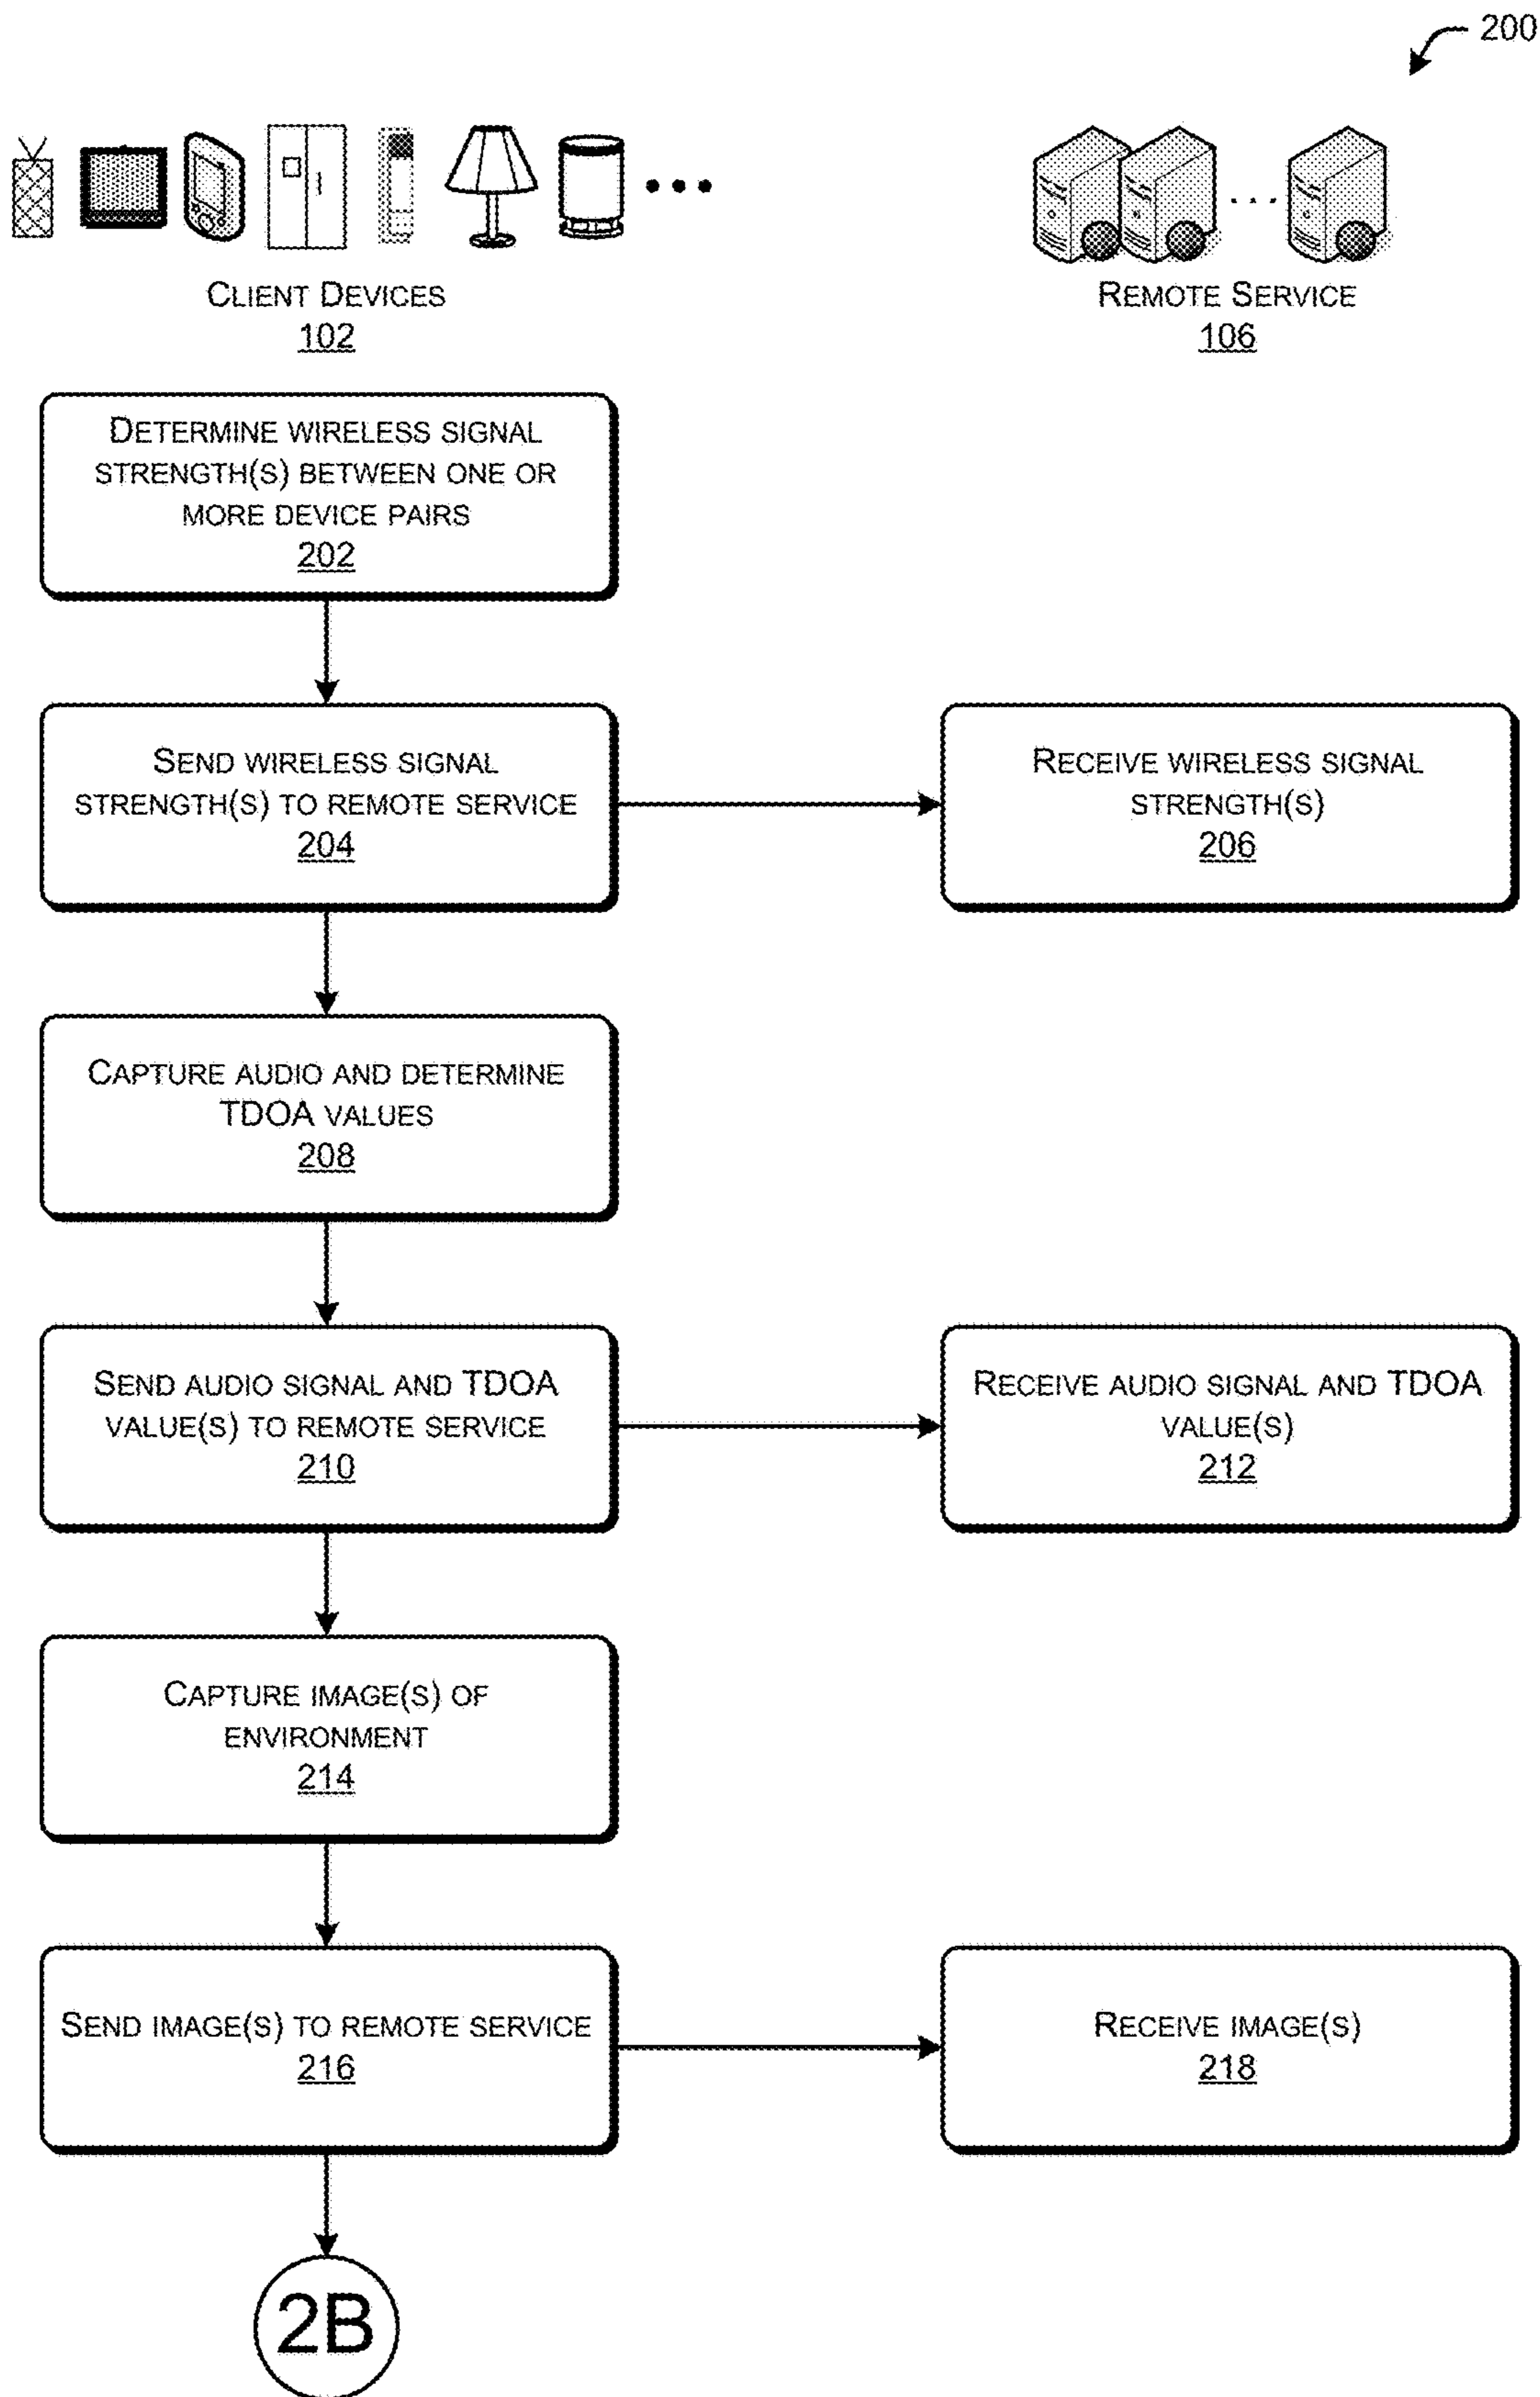 200
CLIENT DEVICES
102
REMOTE SERVICE
106
DETERMINE WIRELESS SIGNAL
STRENGTH(S) BETWEEN ONE OR
MORE DEVICE PAIRS
202
SEND WIRELESS SIGNAL
STRENGTH(S) TO REMOTE SERVICE
204
RECEIVE WIRELESS SIGNAL
STRENGTH(S)
206
CAPTURE AUDIO AND DETERMINE
TDOA VALUES
208
SEND AUDIO SIGNAL AND TDOA
VALUE(S) TO REMOTE SERVICE
210
RECEIVE AUDIO SIGNAL AND TDOA
VALUE(S)
212
CAPTURE IMAGE(S) OF
ENVIRONMENT
214
SEND IMAGE(S) TO REMOTE SERVICE
216
RECEIVE IMAGE(S)
218
2B